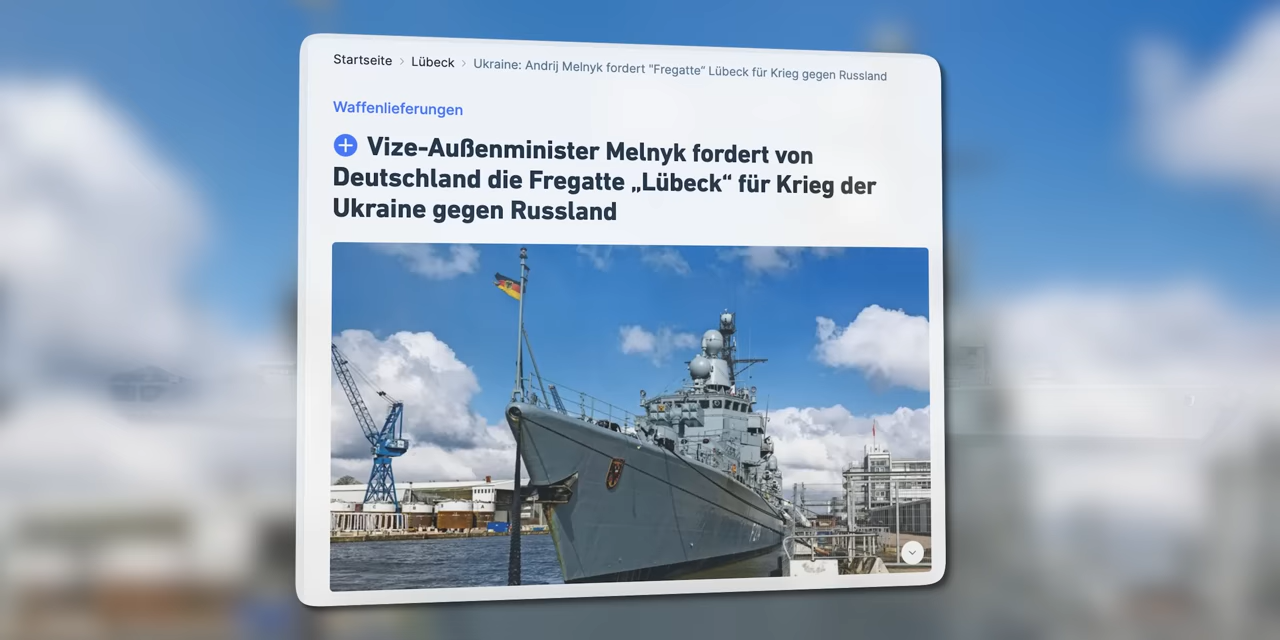 Startseite > Lübeck > Ukraine: Andrij Melnyk fordert "Fregatte" Lübeck für Krieg gegen Russland
Waffenlieferungen
Vize-Außenminister Melnyk fordert von
Deutschland die Fregatte „Lübeck“ für Krieg der
Ukraine gegen Russland